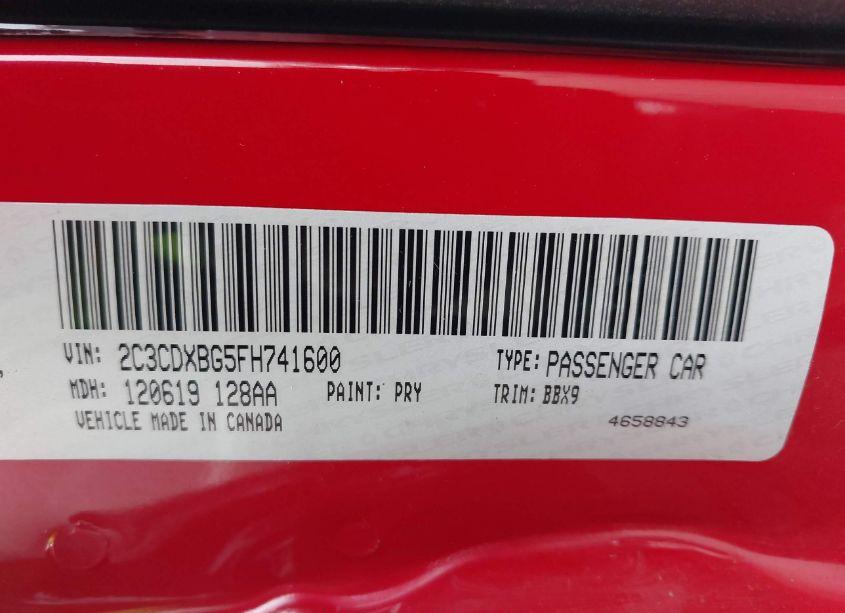 VIN: 2C3CDXBG5FH741600 TYPE: PASSENGER CAR
MDH: 120619 128AA PAINT: PRY TRIM: BBX9
VEHICLE MADE IN CANADA 4658843